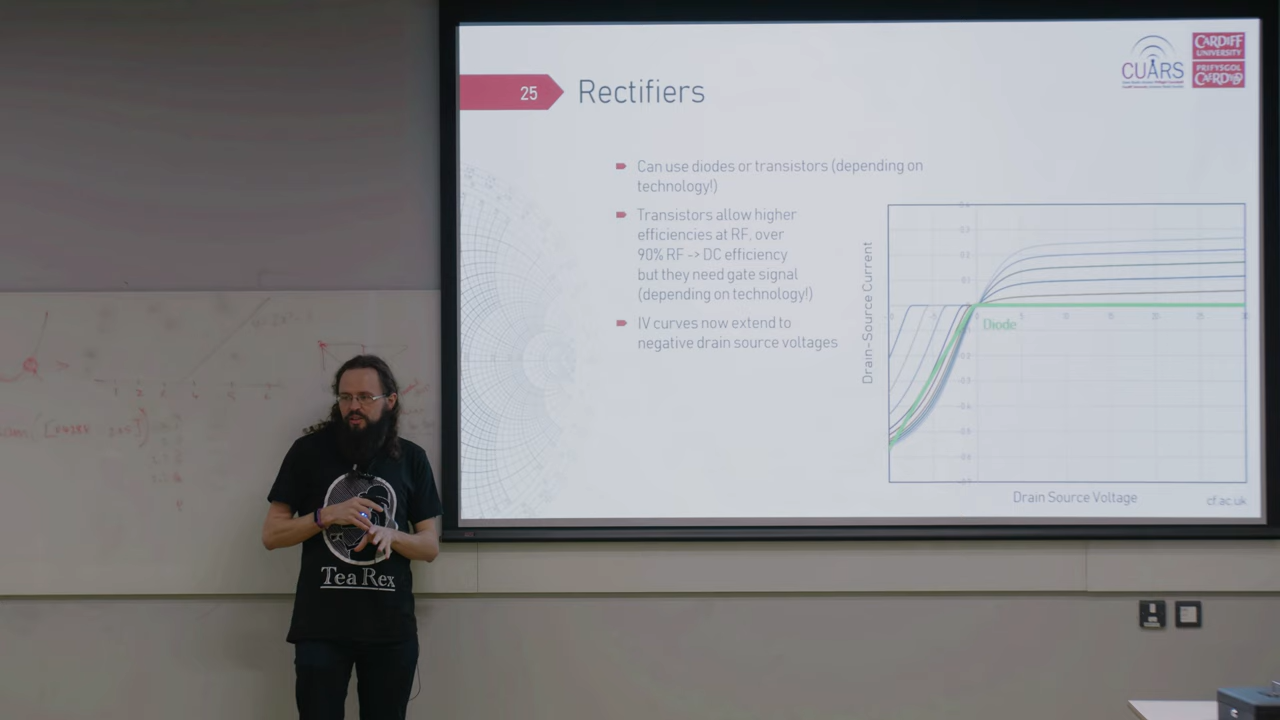 25
Rectifiers
CUARS
CARDIFF
UNIVERSITY
PRIFYSGOL
CAERDYDD
Can use diodes or transistors (depending on
technology!)
Transistors allow higher
efficiencies at RF, over
90% RF -> DC efficiency
but they need gate signal
(depending on technology!)
IV curves now extend to
negative drain source voltages
Drain-Source Current
Diode
Drain Source Voltage
cf.ac.uk
Tea Rex